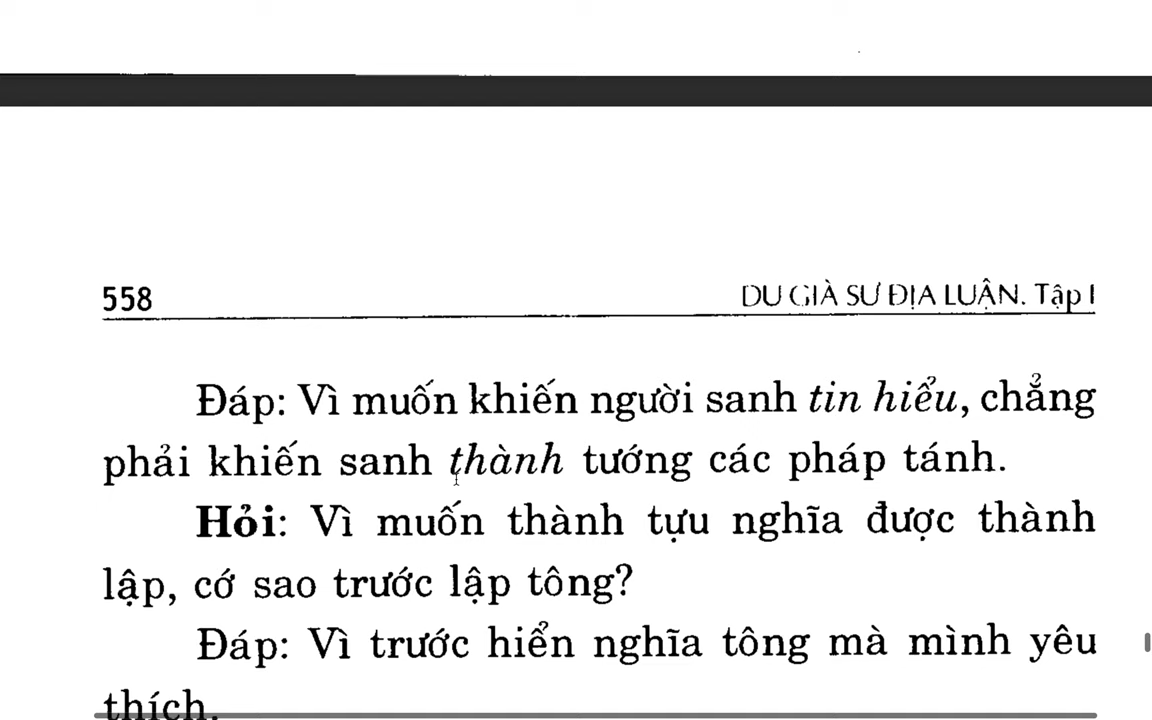 558
DU GIÀ SƯ ĐỊA LUẬN. Tập I
Đáp: Vì muốn khiến người sanh tin hiểu, chẳng
phải khiến sanh thành tướng các pháp tánh.
Hỏi: Vì muốn thành tựu nghĩa được thành
lập, cớ sao trước lập tông?
Đáp: Vì trước hiển nghĩa tông mà mình yêu
thích.